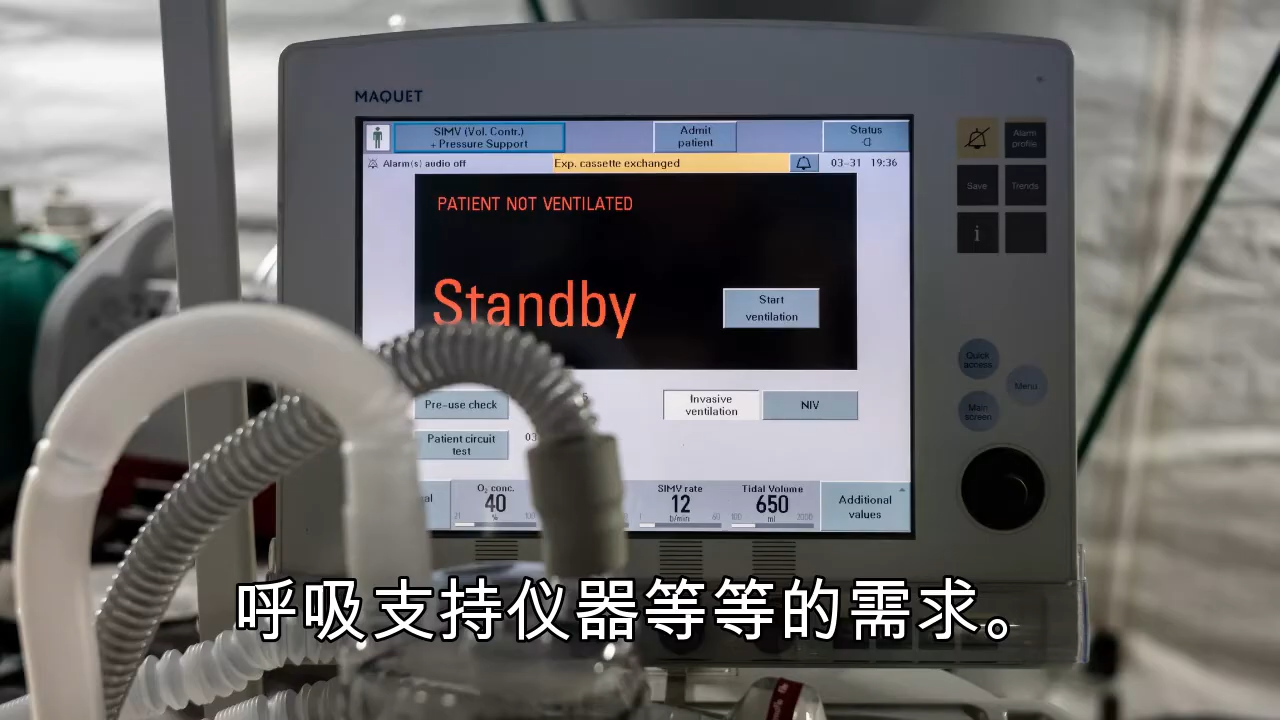 MAQUET
SIMV (Vol. Contr.)
+ Pressure Support
Admit
patient
Status
Alarm(s) audio off
Exp. cassette exchanged
03-31 19:36
Alarm
profile
Save
Trends
i
PATIENT NOT VENTILATED
Standby
Start
ventilation
Quick
access
Menu
Main
screen
Pre-use check
Invasive
ventilation
NIV
Patient circuit
test
03
O₂ conc.
40
%
SIMV rate
12
b/min
Tidal Volume
650
ml
Additional
values
呼吸支持仪器等等的需求。